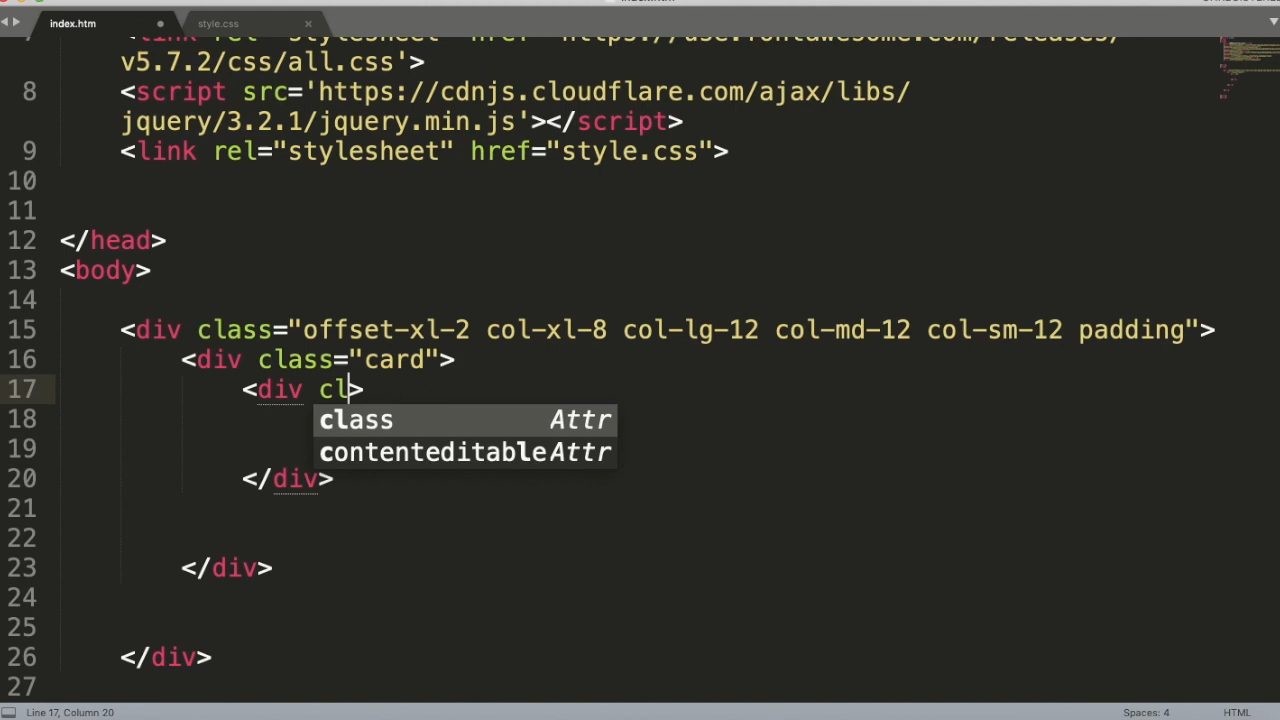 index.htm
style.css
v5.7.2/css/all.css'>
8 <script src='https://cdnjs.cloudflare.com/ajax/libs/
jquery/3.2.1/jquery.min.js'></script>
9 <link rel="stylesheet" href="style.css">
10
11
12 </head>
13 <body>
14
15 <div class="offset-xl-2 col-xl-8 col-lg-12 col-md-12 col-sm-12 padding">
16 <div class="card">
17 <div cl>
18 class Attr
19 contenteditable Attr
20 </div>
21
22
23 </div>
24
25
26 </div>
27
Line 17, Column 20
Spaces: 4
HTML